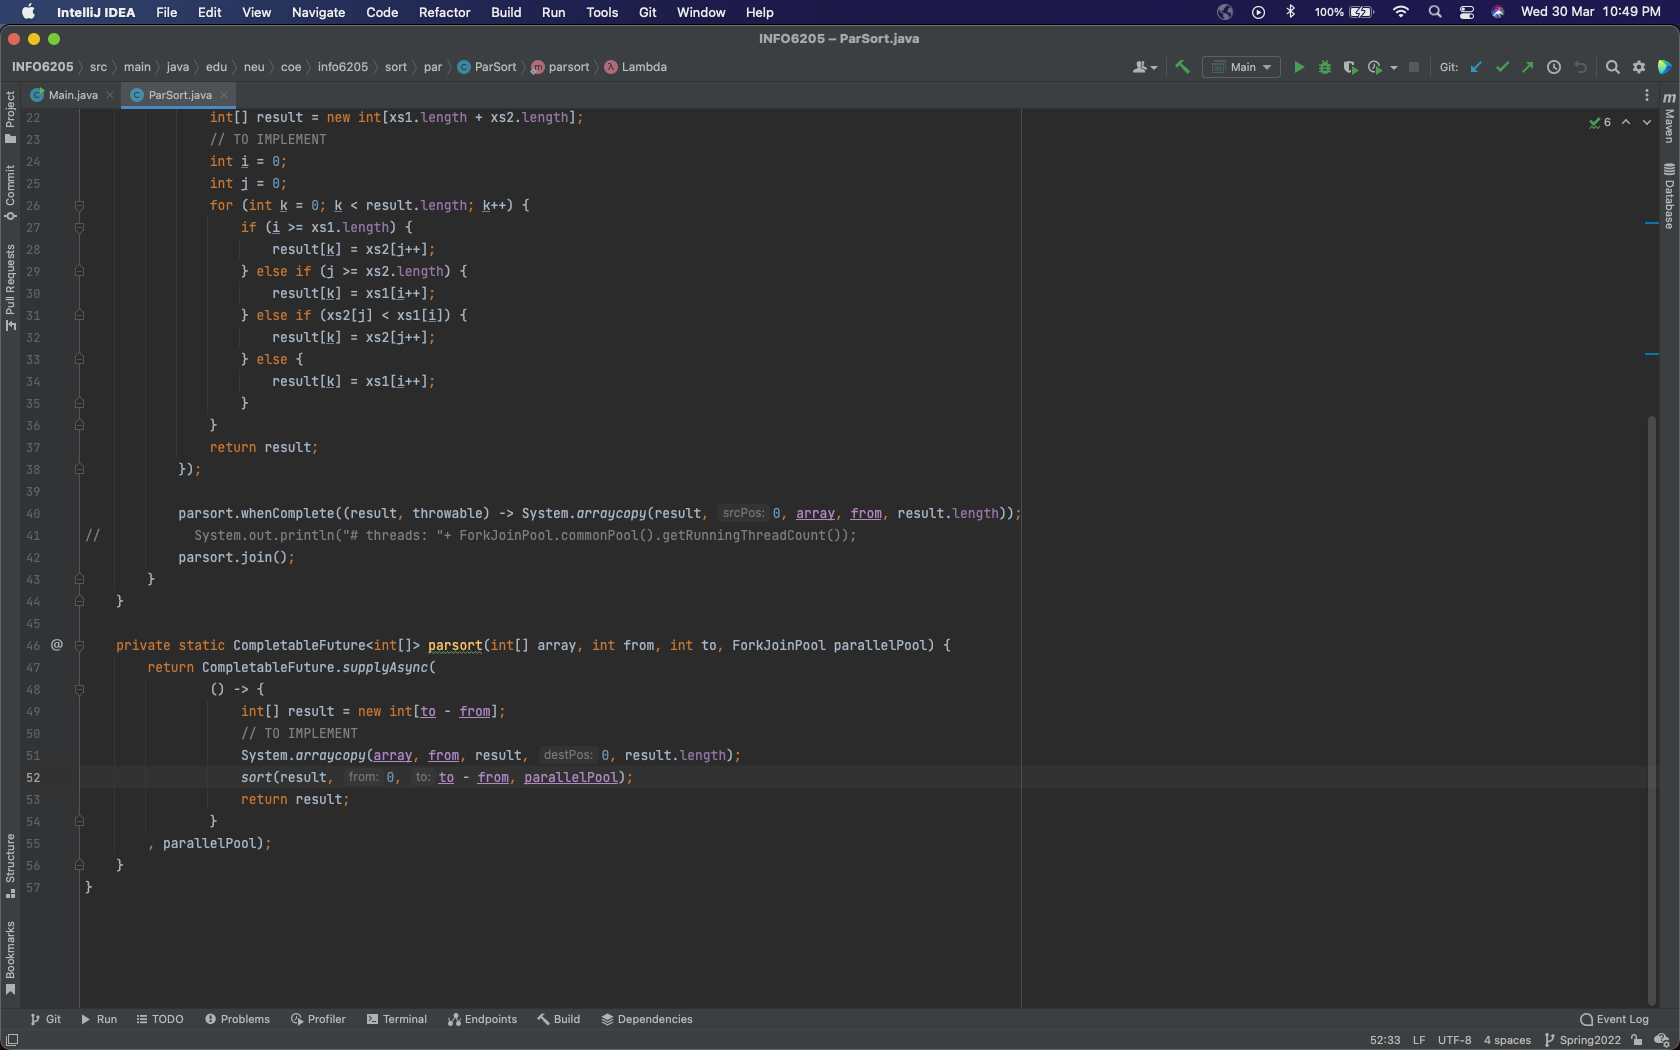 IntelliJ IDEA File Edit View Navigate Code Refactor Build Run Tools Git Window Help 100% Wed 30 Mar 10:49 PM
INFO6205 – ParSort.java
INFO6205 src main java edu neu coe info6205 sort par C ParSort m parsort λ Lambda Main Git:
C Main.java C ParSort.java
Project
Commit
Pull Requests
Structure
Bookmarks
m Maven
Database
6
22 int[] result = new int[xs1.length + xs2.length];
23 // TO IMPLEMENT
24 int i = 0;
25 int j = 0;
26 for (int k = 0; k < result.length; k++) {
27 if (i >= xs1.length) {
28 result[k] = xs2[j++];
29 } else if (j >= xs2.length) {
30 result[k] = xs1[i++];
31 } else if (xs2[j] < xs1[i]) {
32 result[k] = xs2[j++];
33 } else {
34 result[k] = xs1[i++];
35 }
36 }
37 return result;
38 });
39
40 parsort.whenComplete((result, throwable) -> System.arraycopy(result, srcPos: 0, array, from, result.length));
41 // System.out.println("# threads: "+ ForkJoinPool.commonPool().getRunningThreadCount());
42 parsort.join();
43 }
44 }
45
46 @ private static CompletableFuture<int[]> parsort(int[] array, int from, int to, ForkJoinPool parallelPool) {
47 return CompletableFuture.supplyAsync(
48 () -> {
49 int[] result = new int[to - from];
50 // TO IMPLEMENT
51 System.arraycopy(array, from, result, destPos: 0, result.length);
52 sort(result, from: 0, to: to - from, parallelPool);
53 return result;
54 }
55 , parallelPool);
56 }
57 }
Git Run TODO Problems Profiler Terminal Endpoints Build Dependencies Event Log
52:33 LF UTF-8 4 spaces Spring2022